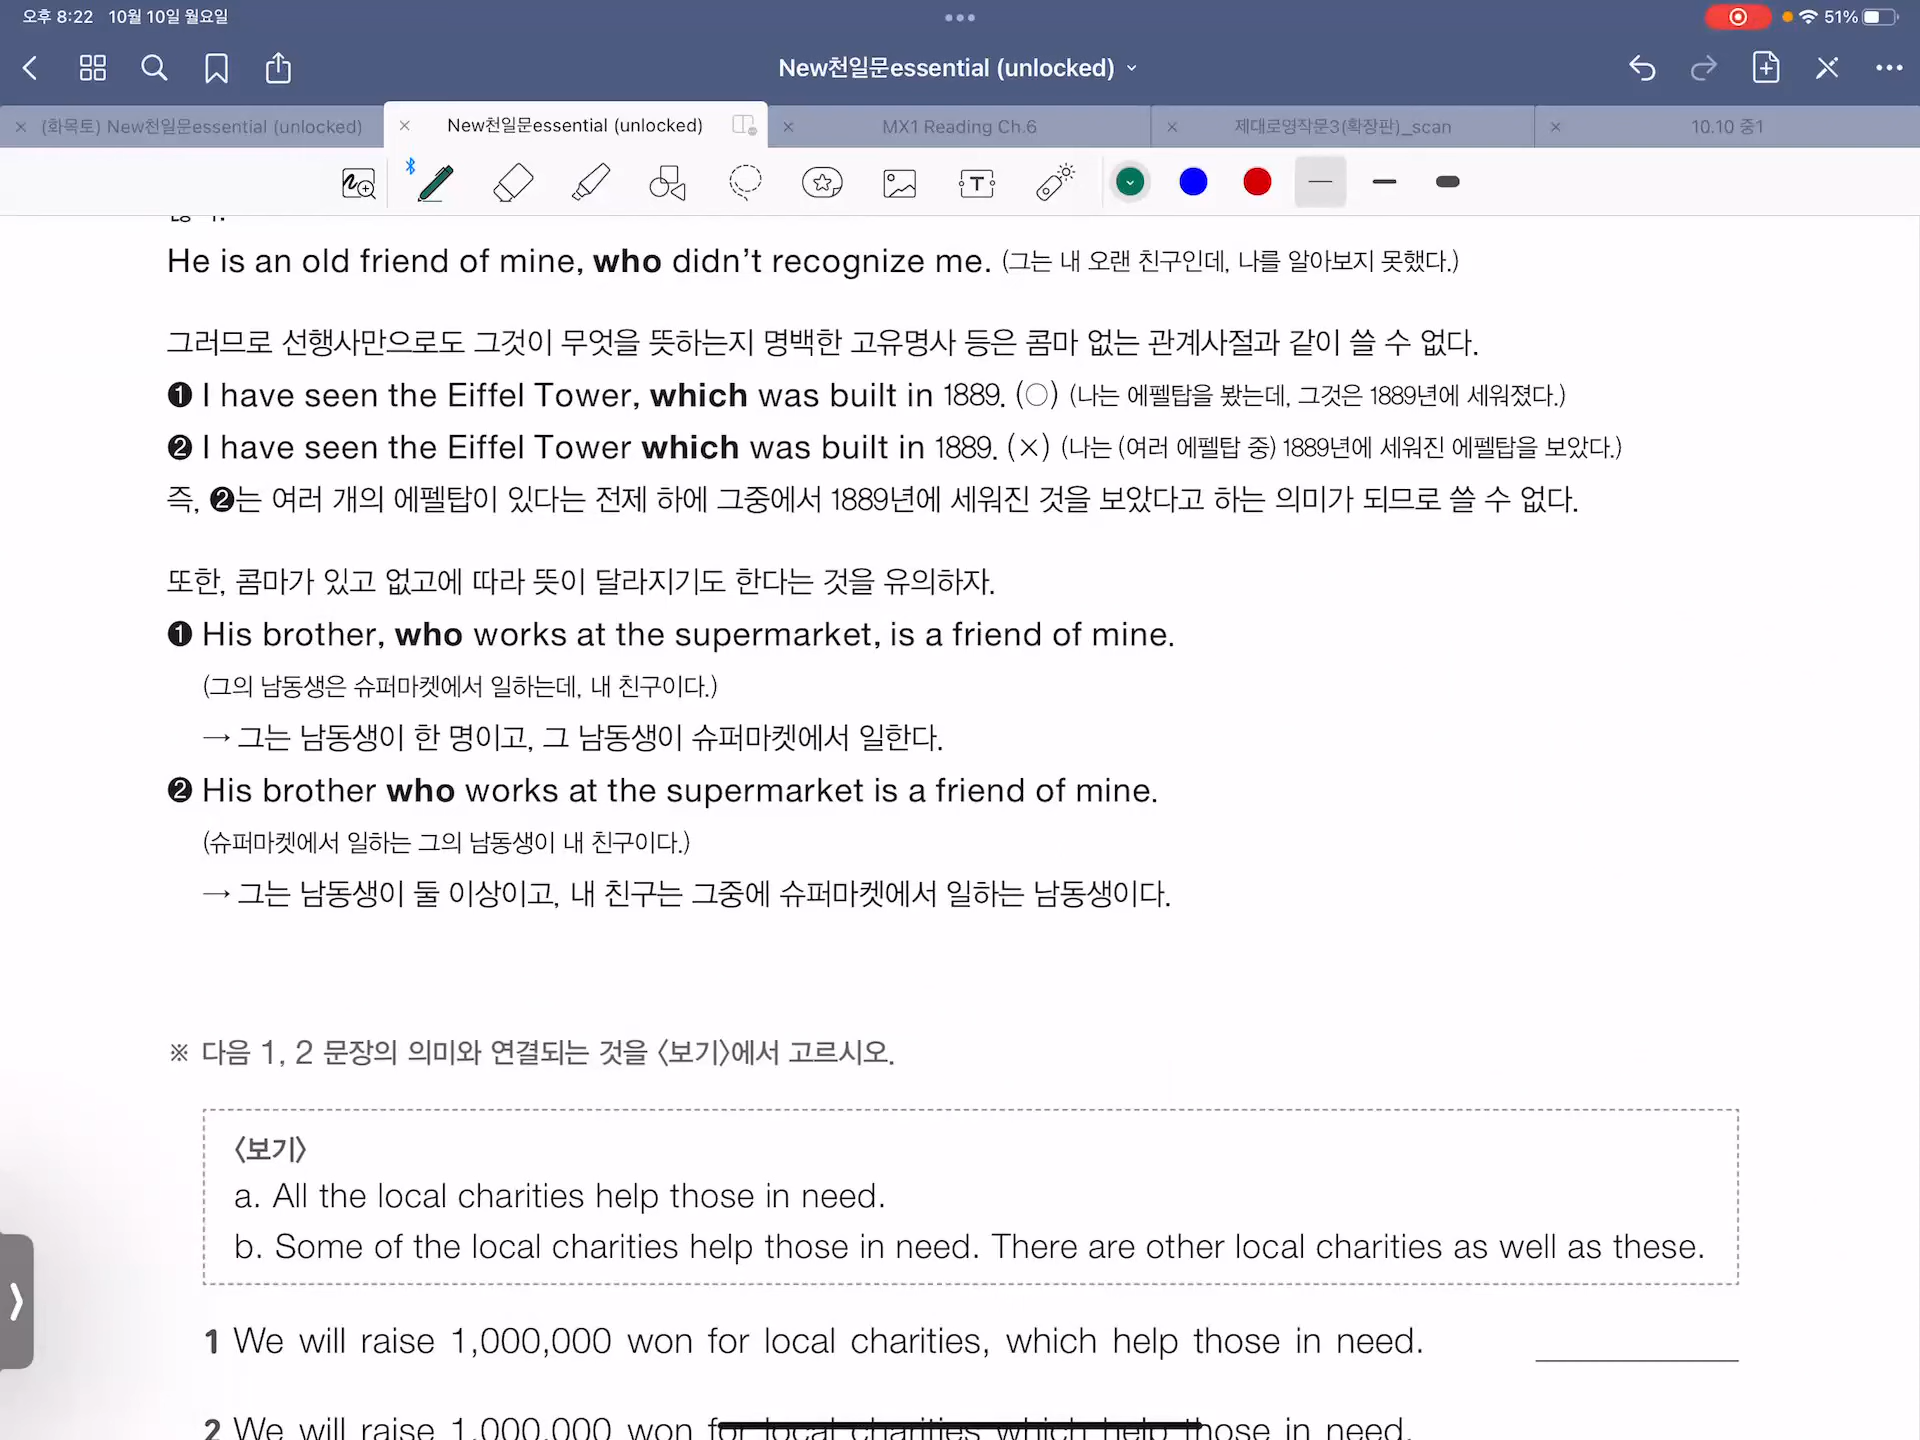 오후 8:22 10월 10일 월요일
51%
New천일문essential (unlocked)
(화목토) New천일문essential (unlocked)
New천일문essential (unlocked)
MX1 Reading Ch.6
제대로영작문3(확장판)_scan
10.10 중1
He is an old friend of mine, who didn't recognize me. (그는 내 오랜 친구인데, 나를 알아보지 못했다.)
그러므로 선행사만으로도 그것이 무엇을 뜻하는지 명백한 고유명사 등은 콤마 없는 관계사절과 같이 쓸 수 없다.
❶ I have seen the Eiffel Tower, which was built in 1889. (○) (나는 에펠탑을 봤는데, 그것은 1889년에 세워졌다.)
❷ I have seen the Eiffel Tower which was built in 1889. (×) (나는 (여러 에펠탑 중) 1889년에 세워진 에펠탑을 보았다.)
즉, ❷는 여러 개의 에펠탑이 있다는 전제 하에 그중에서 1889년에 세워진 것을 보았다고 하는 의미가 되므로 쓸 수 없다.
또한, 콤마가 있고 없고에 따라 뜻이 달라지기도 한다는 것을 유의하자.
❶ His brother, who works at the supermarket, is a friend of mine.
(그의 남동생은 슈퍼마켓에서 일하는데, 내 친구이다.)
→ 그는 남동생이 한 명이고, 그 남동생이 슈퍼마켓에서 일한다.
❷ His brother who works at the supermarket is a friend of mine.
(슈퍼마켓에서 일하는 그의 남동생이 내 친구이다.)
→ 그는 남동생이 둘 이상이고, 내 친구는 그중에 슈퍼마켓에서 일하는 남동생이다.
※ 다음 1, 2 문장의 의미와 연결되는 것을 〈보기〉에서 고르시오.
〈보기〉
a. All the local charities help those in need.
b. Some of the local charities help those in need. There are other local charities as well as these.
1 We will raise 1,000,000 won for local charities, which help those in need.
2 We will raise 1,000,000 won for local charities which help those in need.